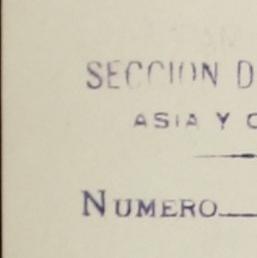 SECCION D
ASIA Y
NUMERO